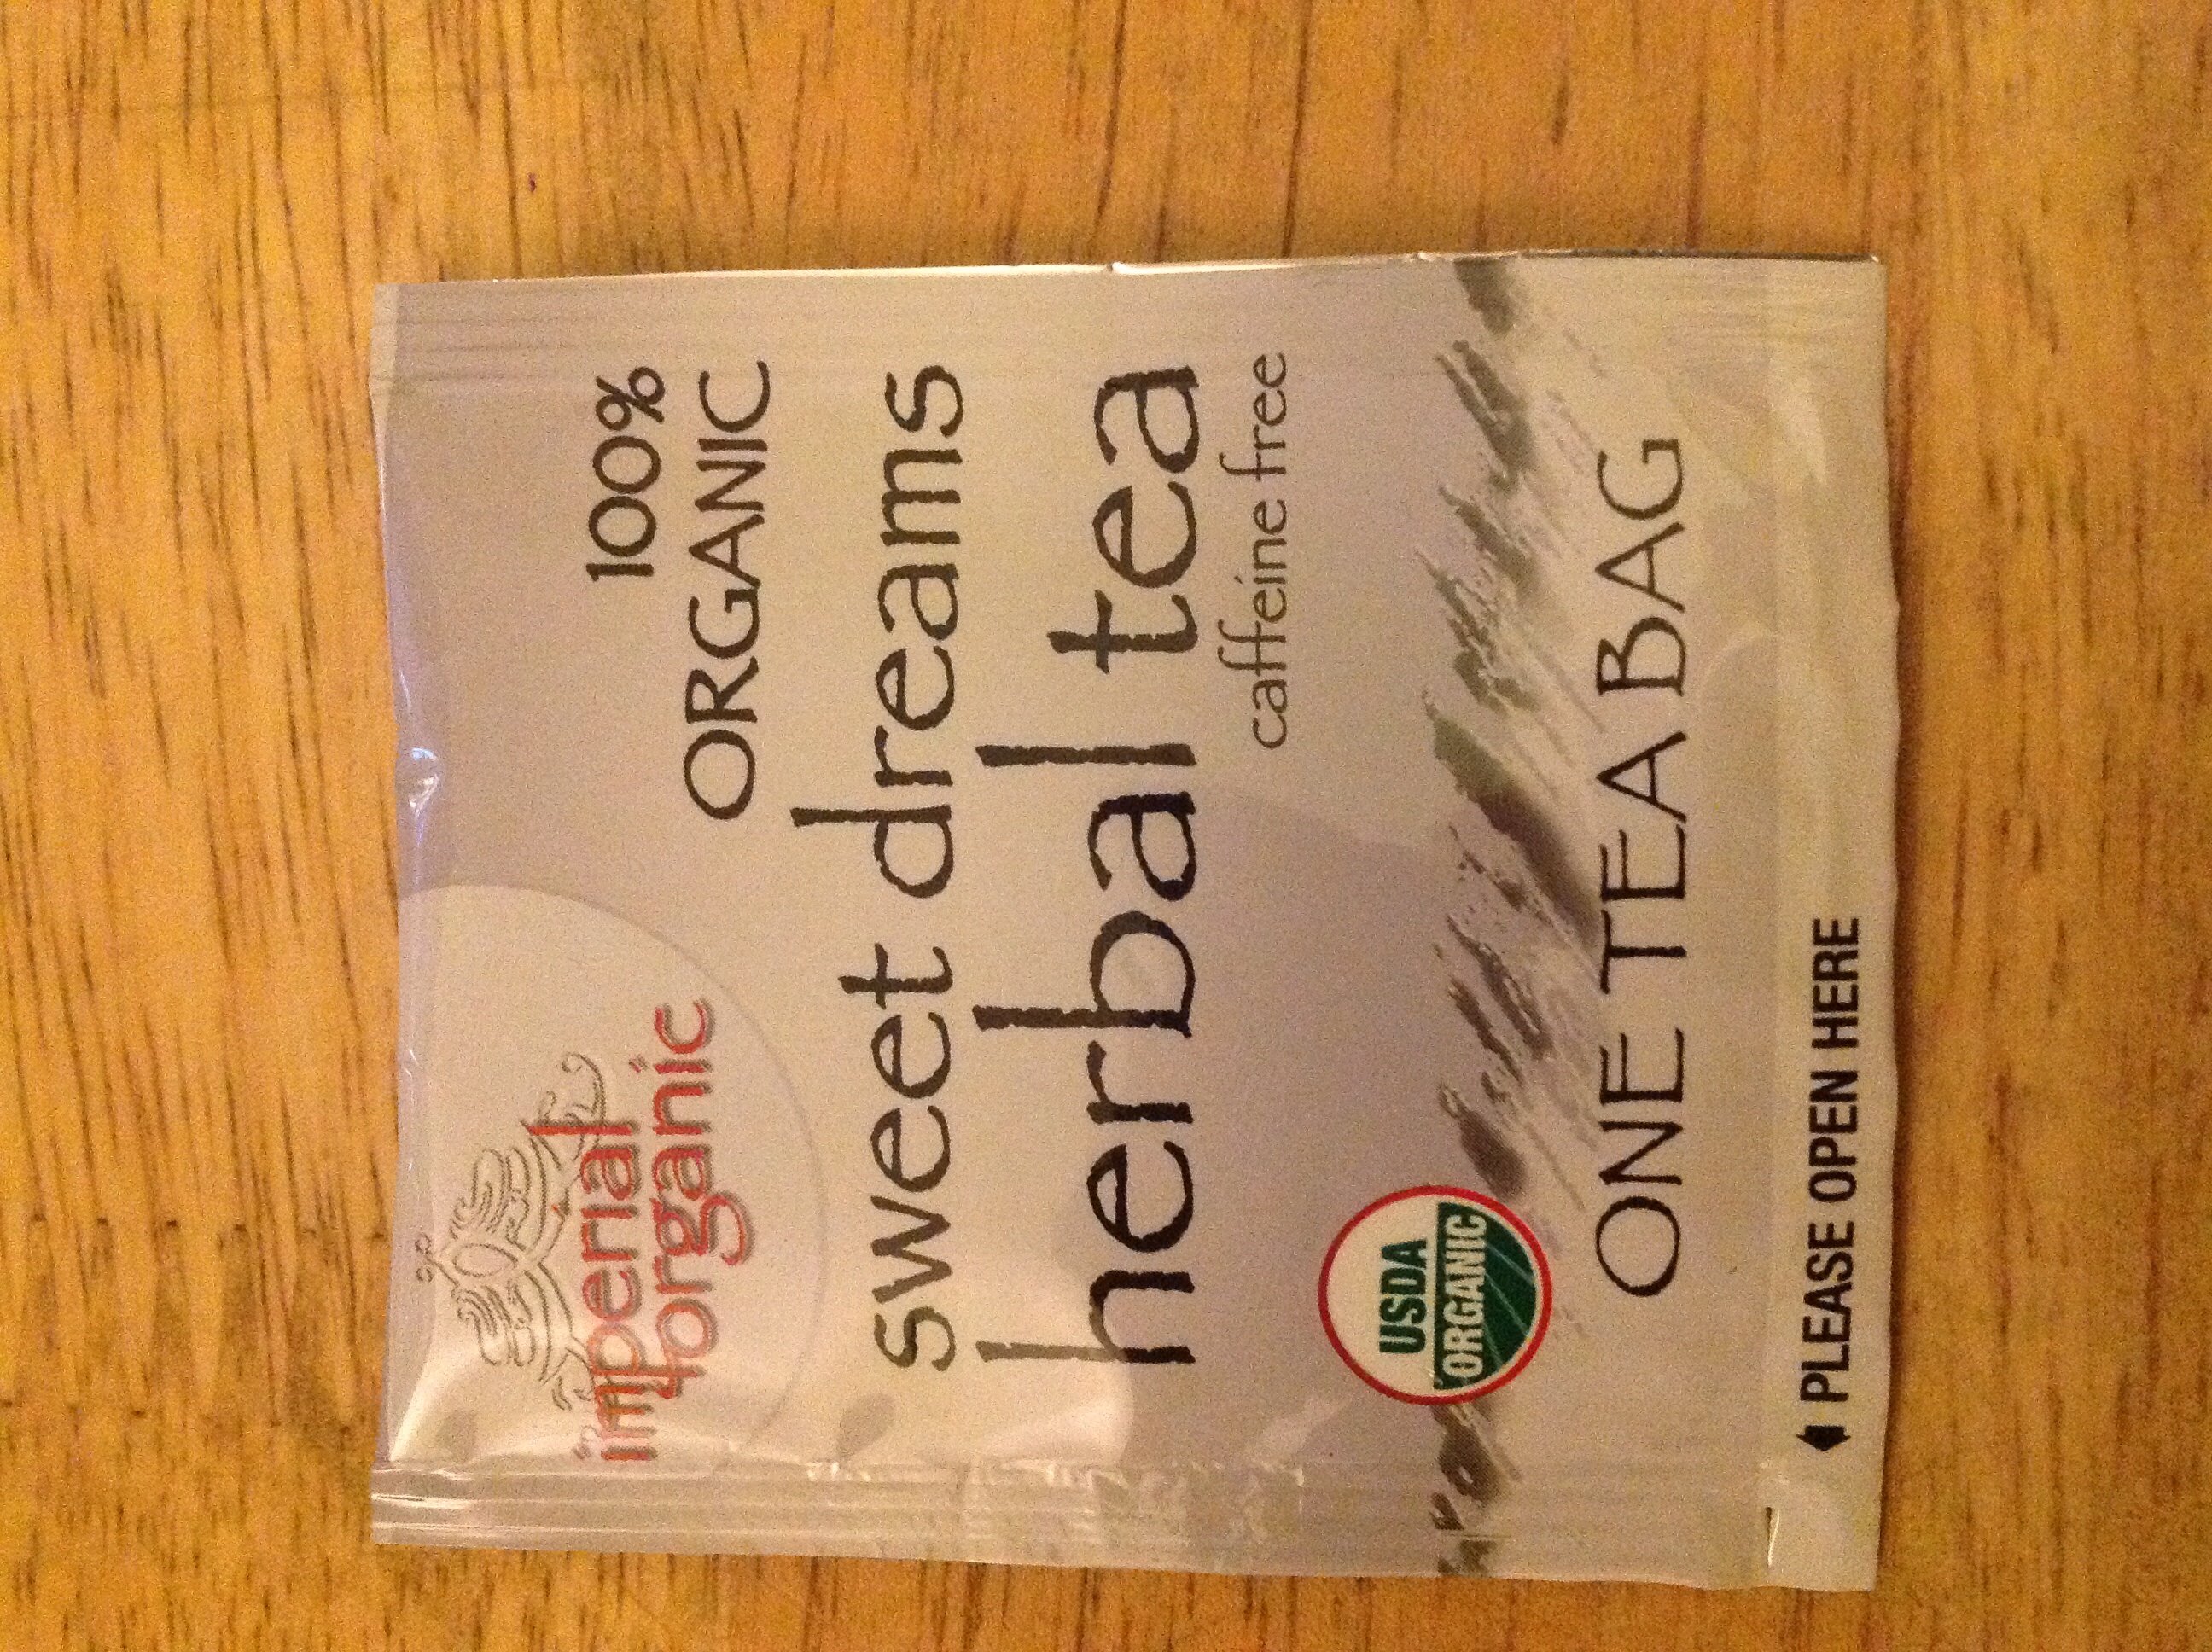 imperial
organic
100%
ORGANIC
sweet dreams
herbal tea
caffeine free
USDA
ORGANIC
ONE TEA BAG
PLEASE OPEN HERE